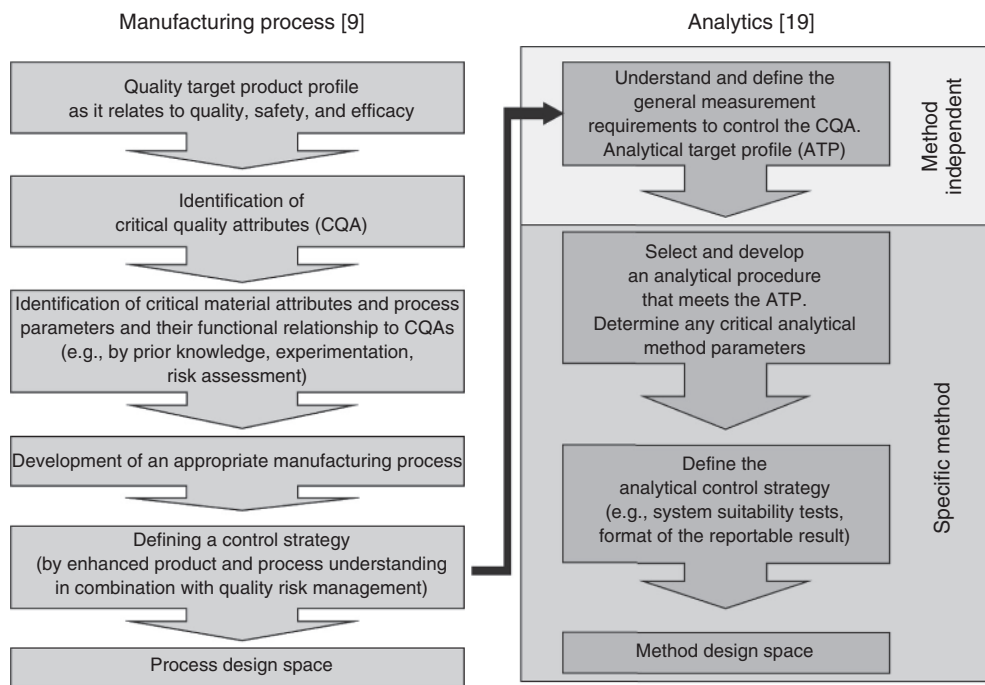 Manufacturing process [9]
Quality target product profile
as it relates to quality, safety, and efficacy
Identification of
critical quality attributes (CQA)
Identification of critical material attributes and process
parameters and their functional relationship to CQAs
(e.g., by prior knowledge, experimentation,
risk assessment)
Development of an appropriate manufacturing process
Defining a control strategy
(by enhanced product and process understanding
in combination with quality risk management)
Process design space
Analytics [19]
Understand and define the
general measurement
requirements to control the CQA.
Analytical target profile (ATP)
Method
independent
Select and develop
an analytical procedure
that meets the ATP.
Determine any critical analytical
method parameters
Define the
analytical control strategy
(e.g., system suitability tests,
format of the reportable result)
Method design space
Specific method